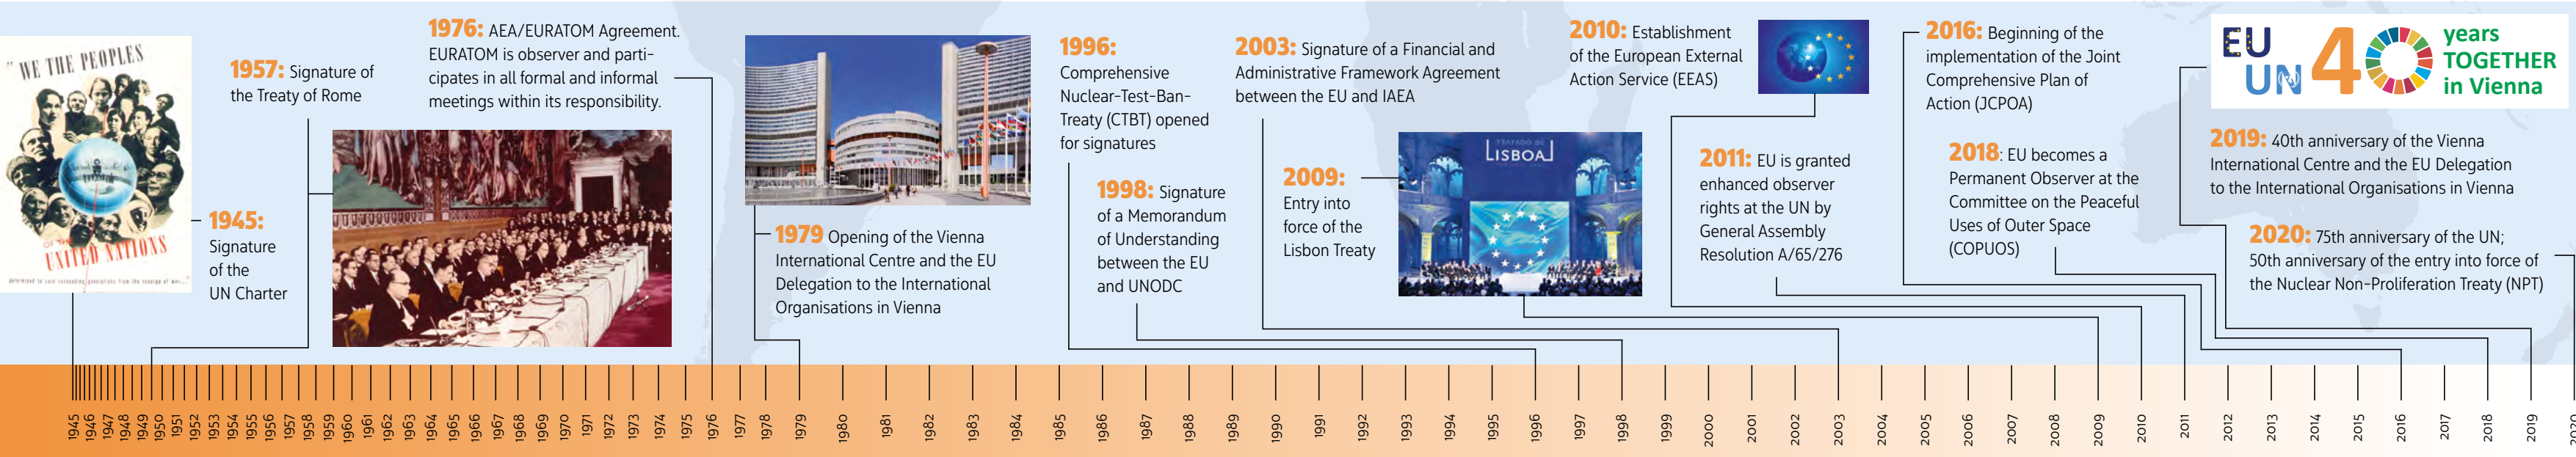 " WE THE PEOPLES
OF THE
UNITED NATIONS
1945:
Signature
of the
UN Charter
1957: Signature of
the Treaty of Rome
1976: AEA/EURATOM Agreement.
EURATOM is observer and parti-
cipates in all formal and informal
meetings within its responsibility.
1979 Opening of the Vienna
International Centre and the EU
Delegation to the International
Organisations in Vienna
1996:
Comprehensive
Nuclear-Test-Ban-
Treaty (CTBT) opened
for signatures
1998: Signature
of a Memorandum
of Understanding
between the EU
and UNODC
2003: Signature of a Financial and
Administrative Framework Agreement
between the EU and IAEA
2009:
Entry into
force of the
Lisbon Treaty
TRATADO DE
LISBOA
2010: Establishment
of the European External
Action Service (EEAS)
2011: EU is granted
enhanced observer
rights at the UN by
General Assembly
Resolution A/65/276
2016: Beginning of the
implementation of the Joint
Comprehensive Plan of
Action (JCPOA)
2018: EU becomes a
Permanent Observer at the
Committee on the Peaceful
Uses of Outer Space
(COPUOS)
EU
UN
40
years
TOGETHER
in Vienna
2019: 40th anniversary of the Vienna
International Centre and the EU Delegation
to the International Organisations in Vienna
2020: 75th anniversary of the UN;
50th anniversary of the entry into force of
the Nuclear Non-Proliferation Treaty (NPT)
1945 1946 1947 1948 1949 1950 1951 1952 1953 1954 1955 1956 1957 1958 1959 1960 1961 1962 1963 1964 1965 1966 1967 1968 1969 1970 1971 1972 1973 1974 1975 1976 1977 1978 1979 1980 1981 1982 1983 1984 1985 1986 1987 1988 1989 1990 1991 1992 1993 1994 1995 1996 1997 1998 1999 2000 2001 2002 2003 2004 2005 2006 2007 2008 2009 2010 2011 2012 2013 2014 2015 2016 2017 2018 2019 2020